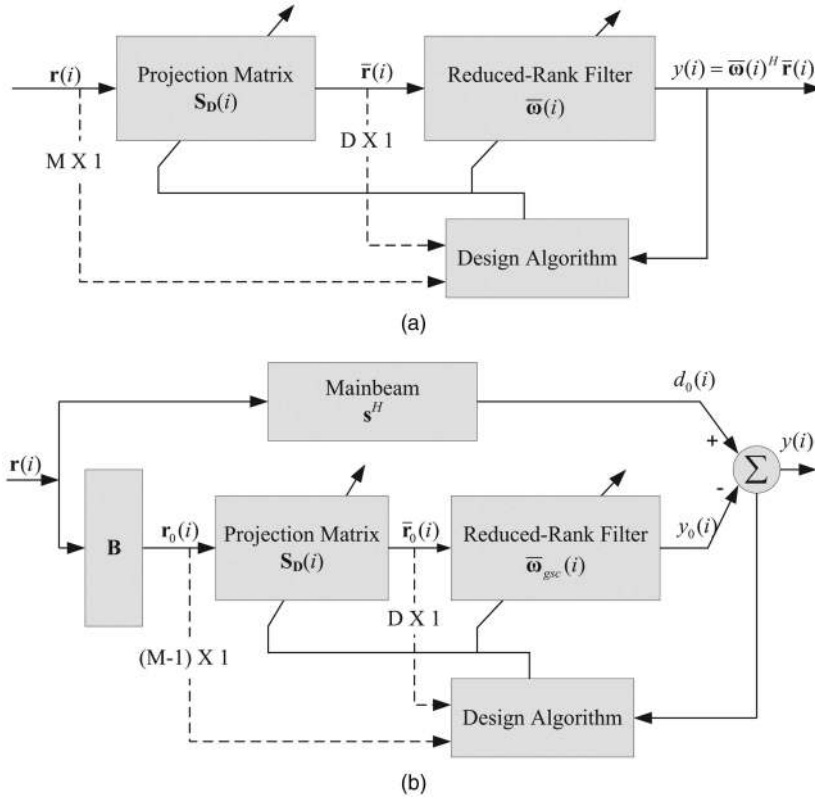 r(i)
Projection Matrix
S_D(i)
r̄(i)
Reduced-Rank Filter
ω̄(i)
y(i) = ω̄(i)^H r̄(i)
M X 1
D X 1
Design Algorithm
(a)
Mainbeam
s^H
d_0(i)
+
r(i)
Σ
y(i)
-
B
r_0(i)
Projection Matrix
S_D(i)
r̄_0(i)
Reduced-Rank Filter
ω̄_gsc(i)
y_0(i)
D X 1
(M-1) X 1
Design Algorithm
(b)